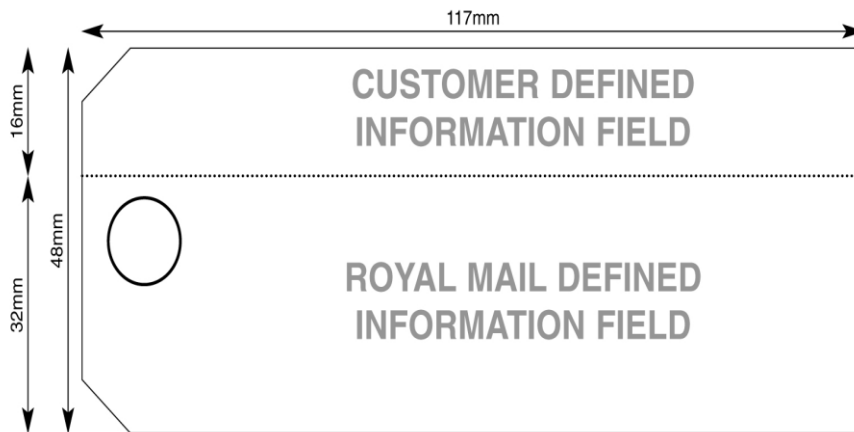 117mm
16mm
CUSTOMER DEFINED
INFORMATION FIELD
48mm
32mm
ROYAL MAIL DEFINED
INFORMATION FIELD